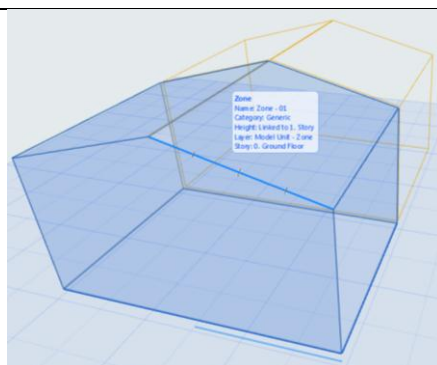 Zone
Name: Zone - 01
Category: Generic
Height: Linked to 1. Story
Layer: Model Unit - Zone
Story: 0. Ground Floor